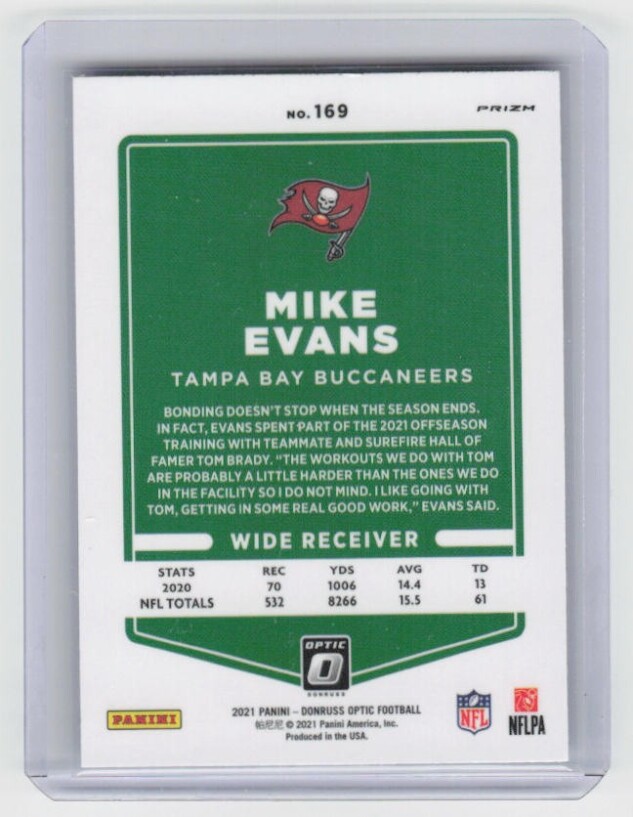 NO. 169
PRIZM
MIKE
EVANS
TAMPA BAY BUCCANEERS
BONDING DOESN'T STOP WHEN THE SEASON ENDS.
IN FACT, EVANS SPENT PART OF THE 2021 OFFSEASON
TRAINING WITH TEAMMATE AND SUREFIRE HALL OF
FAMER TOM BRADY. "THE WORKOUTS WE DO WITH TOM
ARE PROBABLY A LITTLE HARDER THAN THE ONES WE DO
IN THE FACILITY SO I DO NOT MIND. I LIKE GOING WITH
TOM, GETTING IN SOME REAL GOOD WORK," EVANS SAID.
WIDE RECEIVER
STATS REC YDS AVG TD
2020 70 1006 14.4 13
NFL TOTALS 532 8266 15.5 61
OPTIC
O
DONRUSS
PANINI
2021 PANINI – DONRUSS OPTIC FOOTBALL
帕尼尼 © 2021 Panini America, Inc.
Produced in the USA.
NFL
NFLPA